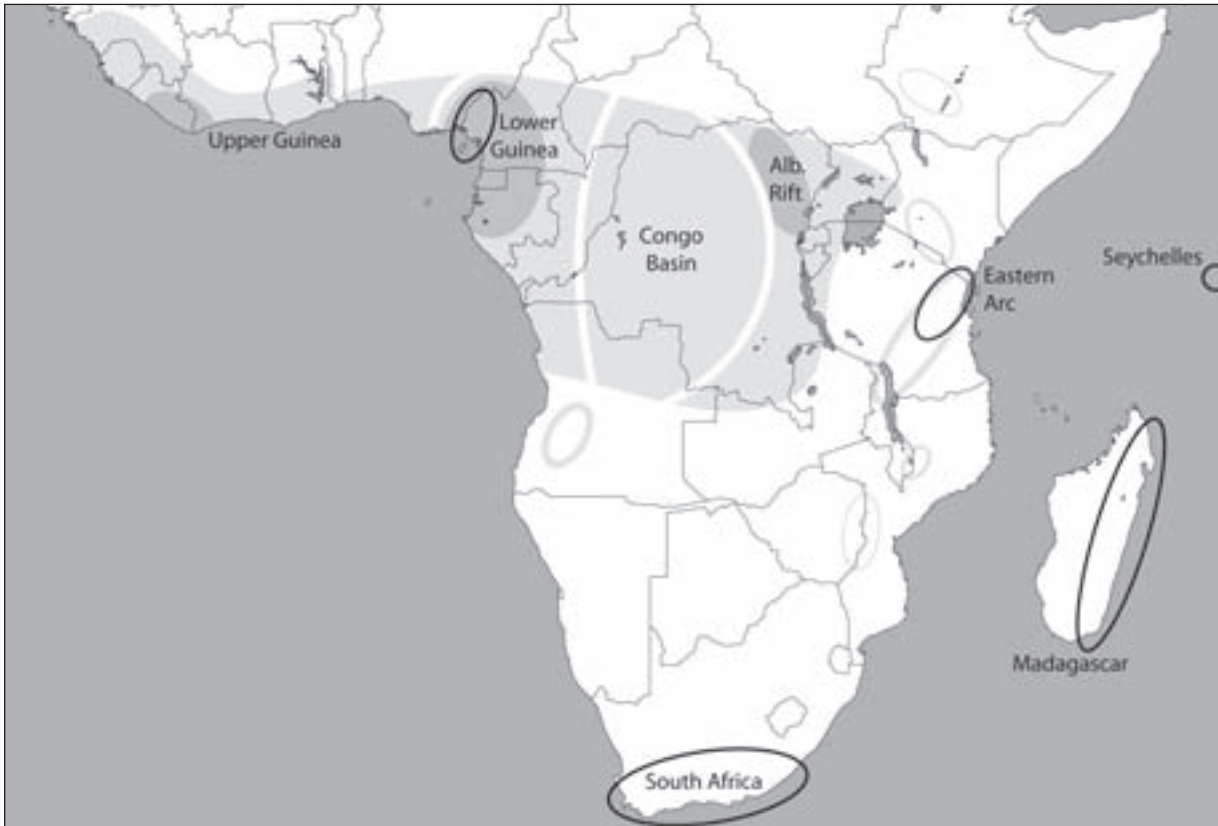 Upper Guinea
Lower
Guinea
Alb.
Rift
Congo
Basin
Seychelles
Eastern
Arc
Madagascar
South Africa